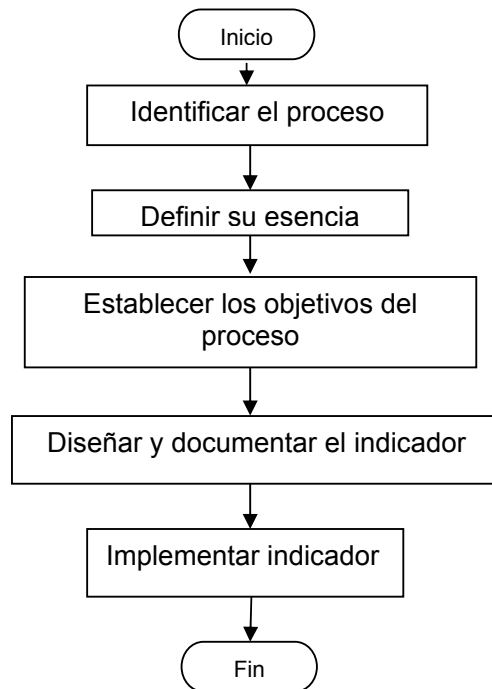 Inicio
Identificar el proceso
Definir su esencia
Establecer los objetivos del
proceso
Diseñar y documentar el indicador
Implementar indicador
Fin